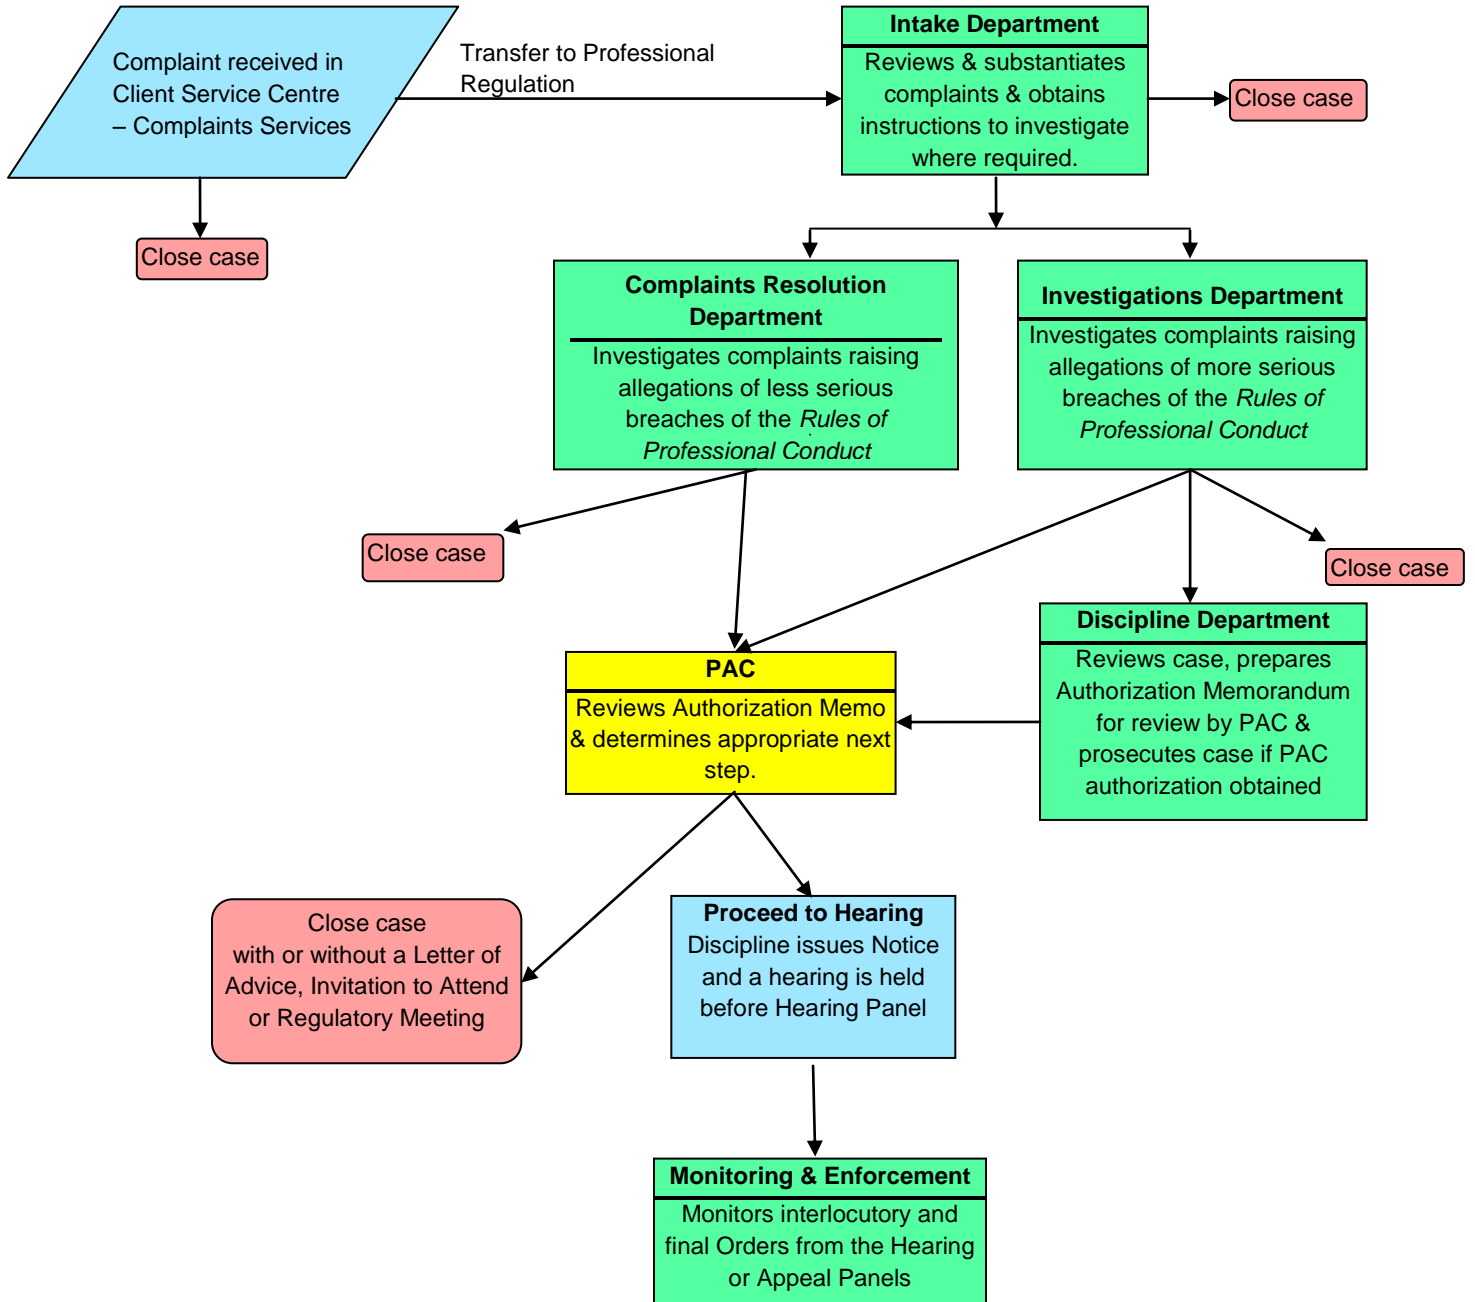 Complaint received in
Client Service Centre
– Complaints Services
Transfer to Professional
Regulation
Intake Department
Reviews & substantiates
complaints & obtains
instructions to investigate
where required.
Close case
Close case
Complaints Resolution
Department
Investigates complaints raising
allegations of less serious
breaches of the Rules of
Professional Conduct
Investigations Department
Investigates complaints raising
allegations of more serious
breaches of the Rules of
Professional Conduct
Close case
Close case
Discipline Department
Reviews case, prepares
Authorization Memorandum
for review by PAC &
prosecutes case if PAC
authorization obtained
PAC
Reviews Authorization Memo
& determines appropriate next
step.
Close case
with or without a Letter of
Advice, Invitation to Attend
or Regulatory Meeting
Proceed to Hearing
Discipline issues Notice
and a hearing is held
before Hearing Panel
Monitoring & Enforcement
Monitors interlocutory and
final Orders from the Hearing
or Appeal Panels